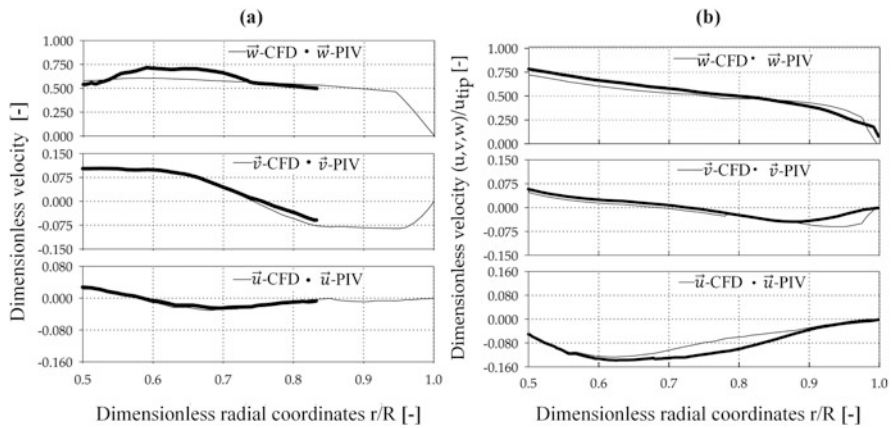 (a)
w⃗-CFD • w⃗-PIV
1.000
0.750
0.500
0.250
0.000
v⃗-CFD • v⃗-PIV
0.150
0.075
0.000
-0.075
-0.150
u⃗-CFD • u⃗-PIV
0.080
0.000
-0.080
-0.160
0.5 0.6 0.7 0.8 0.9 1.0
Dimensionless radial coordinates r/R [-]
Dimensionless velocity [-]
(b)
w⃗-CFD • w⃗-PIV
1.000
0.750
0.500
0.250
0.000
v⃗-CFD • v⃗-PIV
0.150
0.075
0.000
-0.075
-0.150
u⃗-CFD • u⃗-PIV
0.160
0.080
0.000
-0.080
-0.160
0.5 0.6 0.7 0.8 0.9 1.0
Dimensionless radial coordinates r/R [-]
Dimensionless velocity (u,v,w)/u_tip [-]